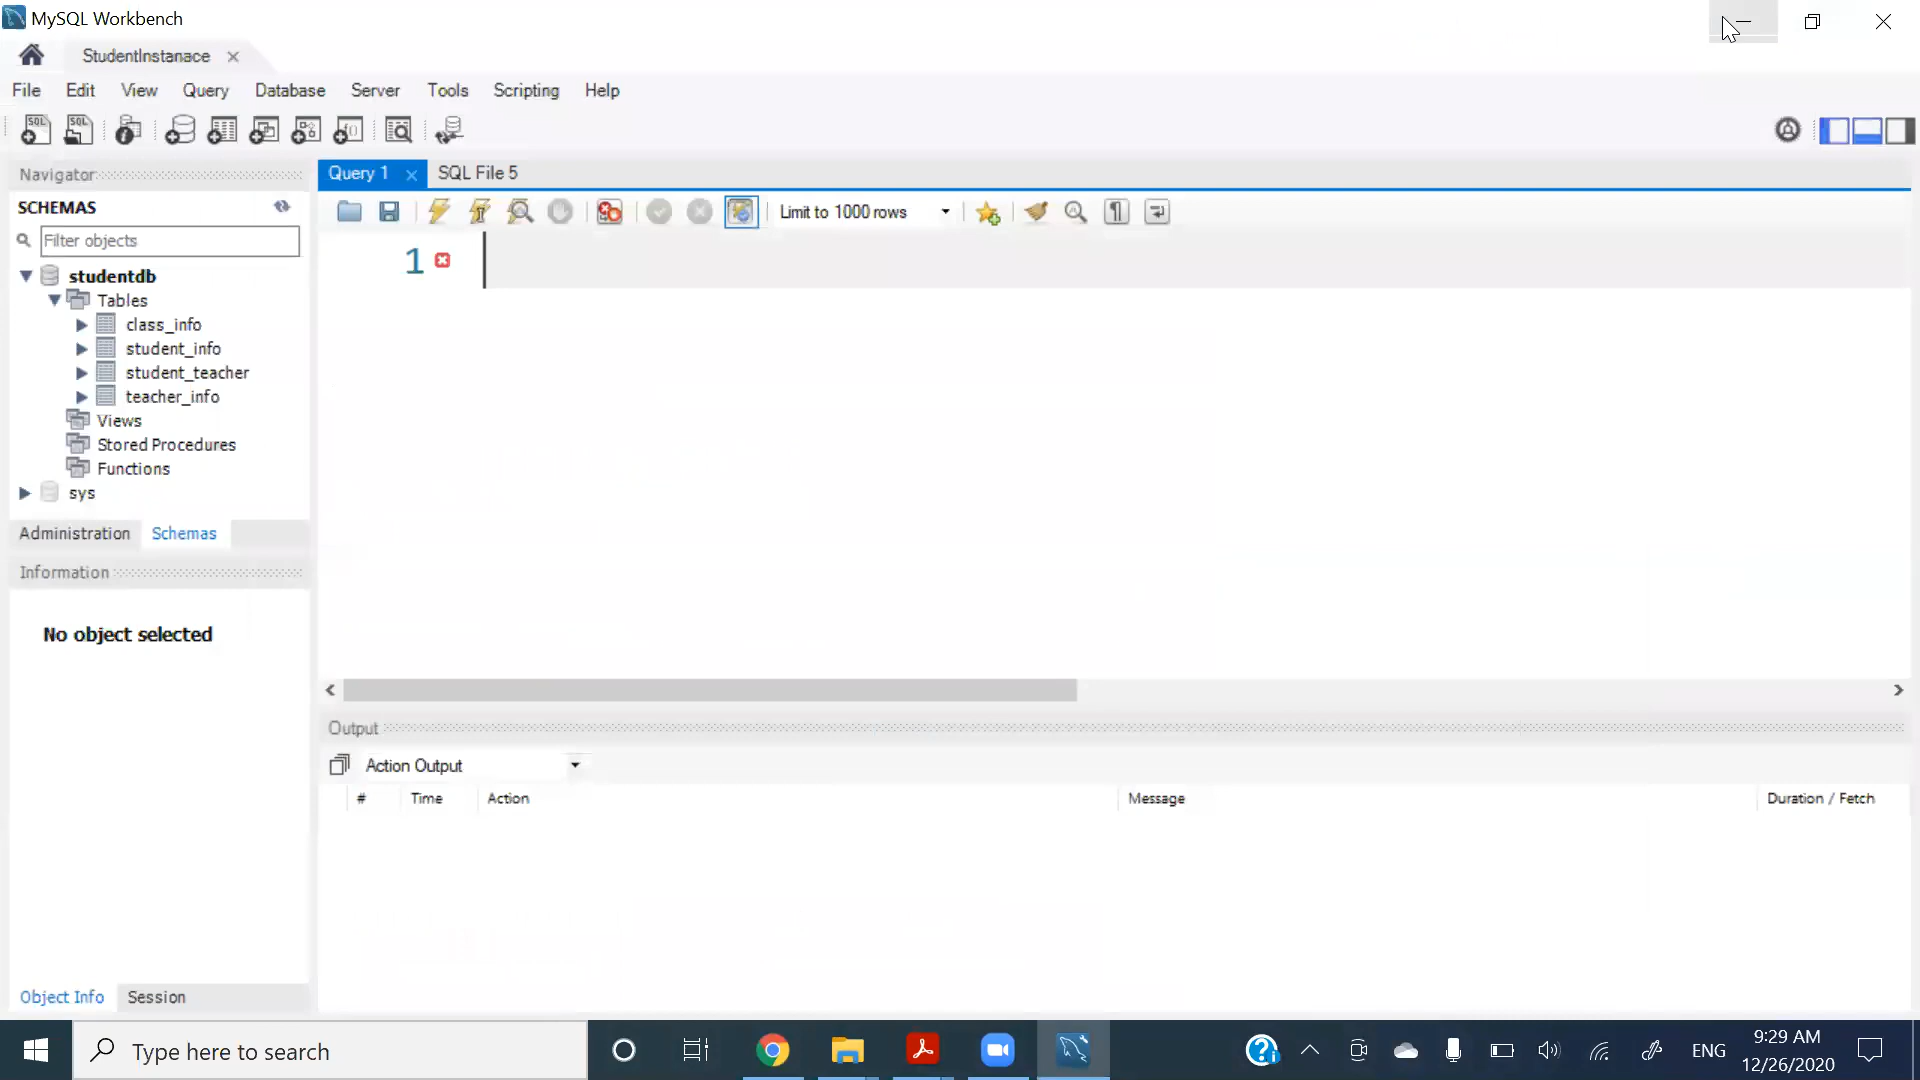 MySQL Workbench
StudentInstanace
File Edit View Query Database Server Tools Scripting Help
SQL SQL
Navigator
Query 1 SQL File 5
SCHEMAS
Limit to 1000 rows
Filter objects
1
studentdb
Tables
class_info
student_info
student_teacher
teacher_info
Views
Stored Procedures
Functions
sys
Administration Schemas
Information
No object selected
Output
Action Output
# Time Action Message Duration / Fetch
Object Info Session
Type here to search
ENG
9:29 AM
12/26/2020